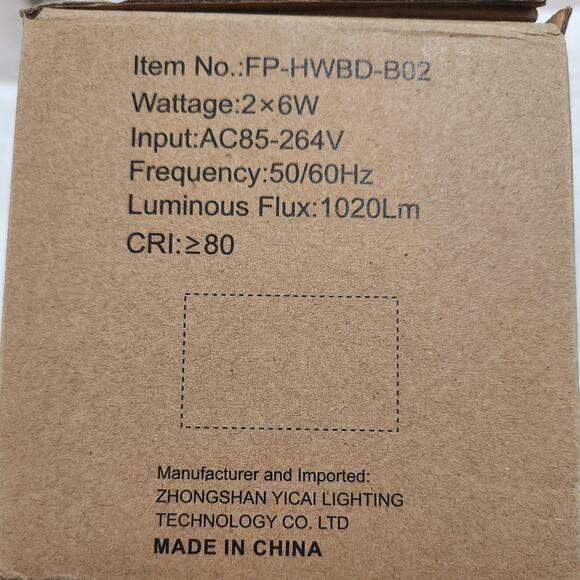 Item No.:FP-HWBD-B02
Wattage:2×6W
Input:AC85-264V
Frequency:50/60Hz
Luminous Flux:1020Lm
CRI:≥80
Manufacturer and Imported:
ZHONGSHAN YICAI LIGHTING
TECHNOLOGY CO. LTD
MADE IN CHINA